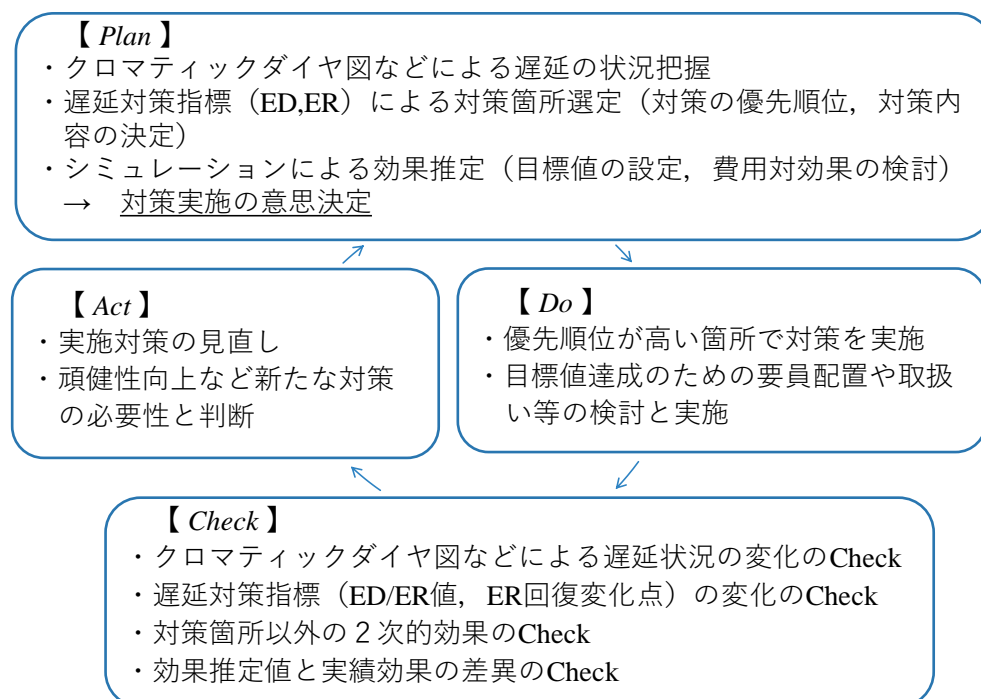 【 Plan 】
・クロマティックダイヤ図などによる遅延の状況把握
・遅延対策指標（ED,ER）による対策箇所選定（対策の優先順位，対策内
容の決定）
・シミュレーションによる効果推定（目標値の設定，費用対効果の検討）
→　対策実施の意思決定
【 Act 】
・実施対策の見直し
・頑健性向上など新たな対策
の必要性と判断
【 Do 】
・優先順位が高い箇所で対策を実施
・目標値達成のための要員配置や取扱
い等の検討と実施
【 Check 】
・クロマティックダイヤ図などによる遅延状況の変化のCheck
・遅延対策指標（ED/ER値，ER回復変化点）の変化のCheck
・対策箇所以外の２次的効果のCheck
・効果推定値と実績効果の差異のCheck